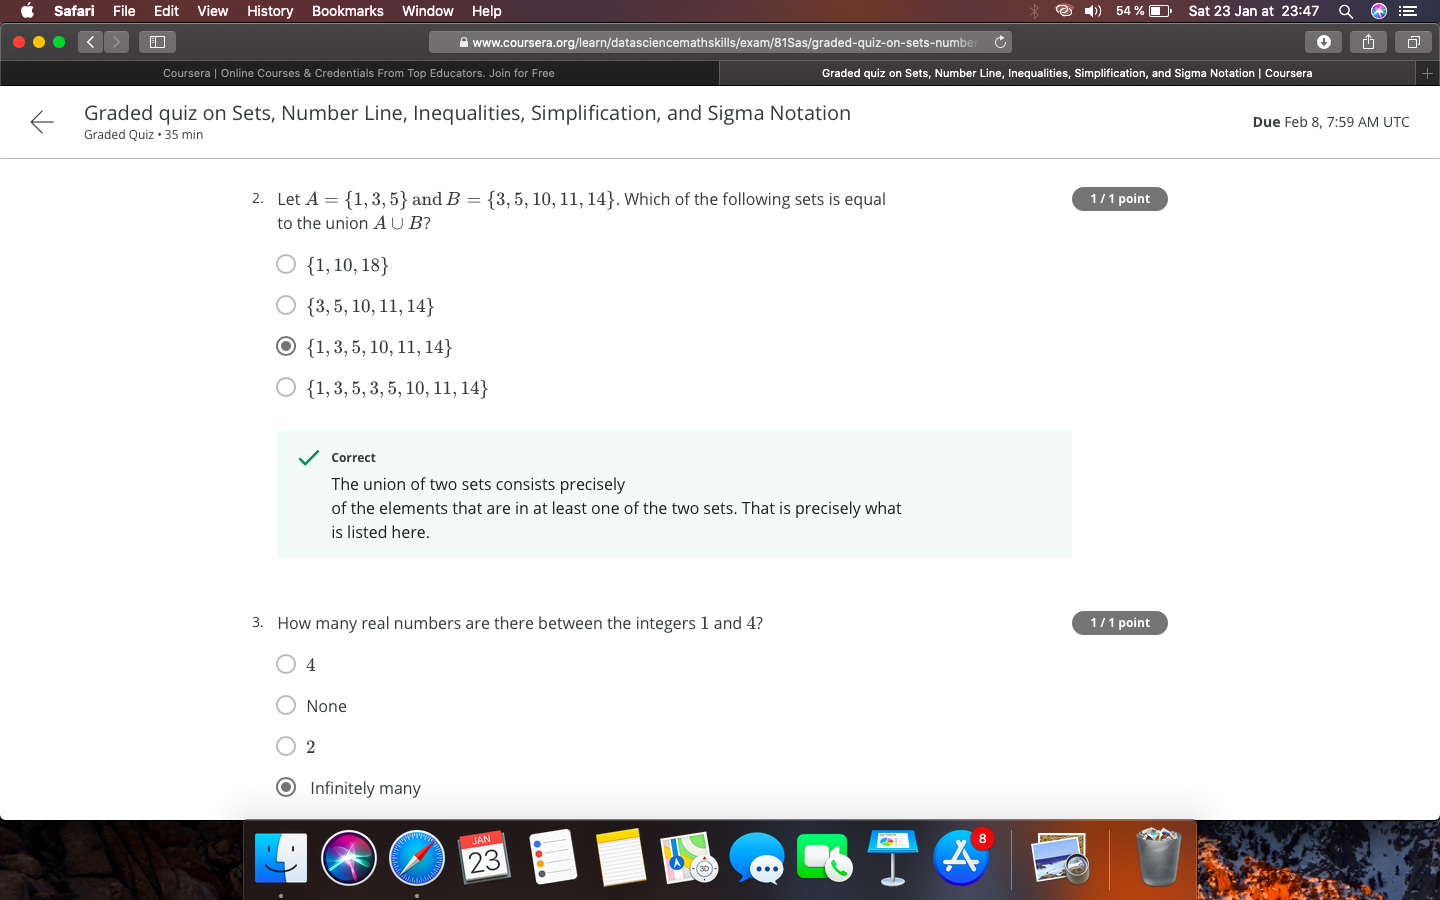 Safari File Edit View History Bookmarks Window Help 54 % Sat 23 Jan at 23:47
www.coursera.org/learn/datasciencemathskills/exam/81Sas/graded-quiz-on-sets-number
Coursera | Online Courses & Credentials From Top Educators. Join for Free
Graded quiz on Sets, Number Line, Inequalities, Simplification, and Sigma Notation | Coursera
Graded quiz on Sets, Number Line, Inequalities, Simplification, and Sigma Notation
Graded Quiz • 35 min
Due Feb 8, 7:59 AM UTC
2. Let A = {1, 3, 5} and B = {3, 5, 10, 11, 14}. Which of the following sets is equal
to the union A ∪ B?
1 / 1 point
{1, 10, 18}
{3, 5, 10, 11, 14}
{1, 3, 5, 10, 11, 14}
{1, 3, 5, 3, 5, 10, 11, 14}
Correct
The union of two sets consists precisely
of the elements that are in at least one of the two sets. That is precisely what
is listed here.
3. How many real numbers are there between the integers 1 and 4?
1 / 1 point
4
None
2
Infinitely many
JAN
23
3D
8